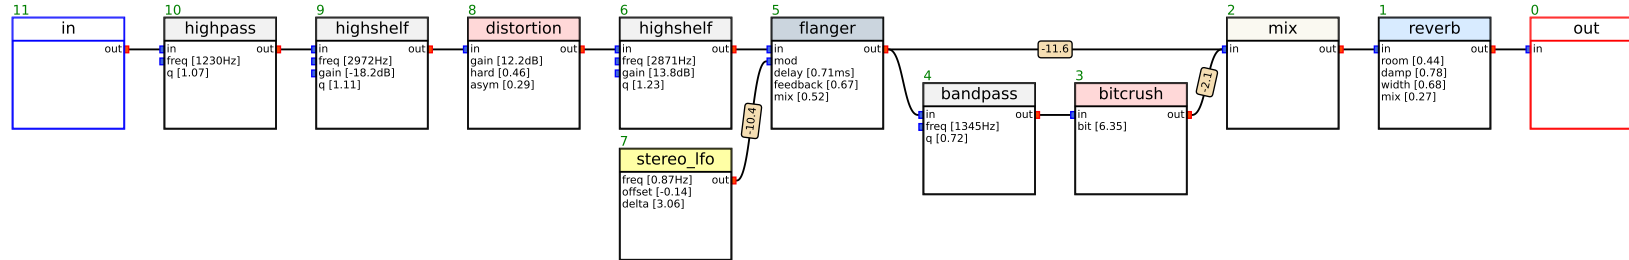 11
in
out
10
highpass
in out
freq [1230Hz]
q [1.07]
9
highshelf
in out
freq [2972Hz]
gain [-18.2dB]
q [1.11]
8
distortion
in out
gain [12.2dB]
hard [0.46]
asym [0.29]
6
highshelf
in out
freq [2871Hz]
gain [13.8dB]
q [1.23]
7
stereo_lfo
freq [0.87Hz] out
offset [-0.14]
delta [3.06]
-10.4
5
flanger
in out
mod
delay [0.71ms]
feedback [0.67]
mix [0.52]
-11.6
4
bandpass
in out
freq [1345Hz]
q [0.72]
3
bitcrush
in out
bit [6.35]
-2.1
2
mix
in out
1
reverb
in out
room [0.44]
damp [0.78]
width [0.68]
mix [0.27]
0
out
in